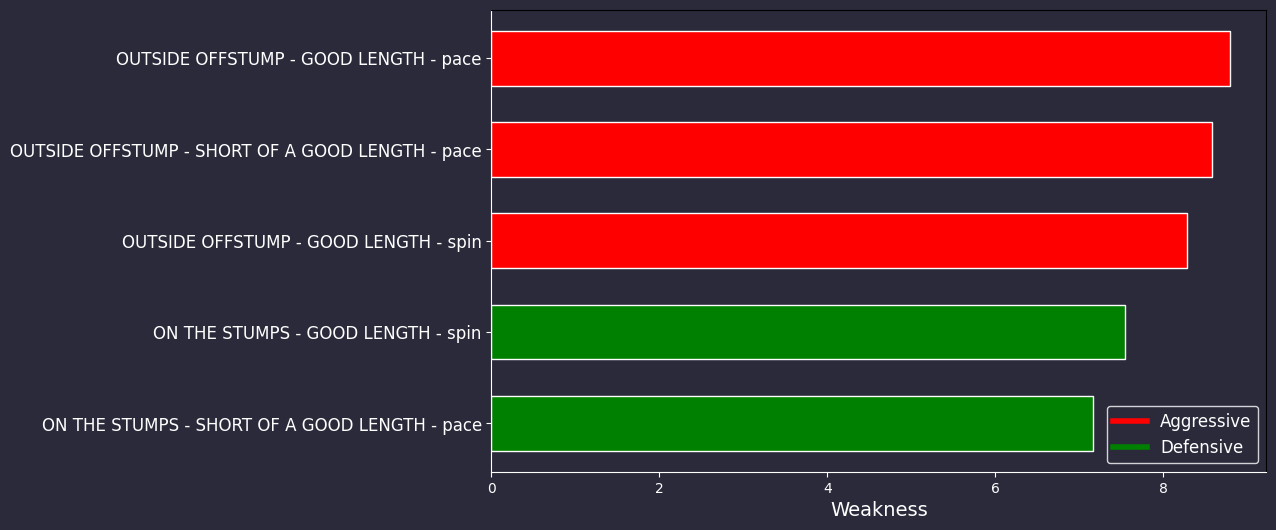 OUTSIDE OFFSTUMP - GOOD LENGTH - pace
OUTSIDE OFFSTUMP - SHORT OF A GOOD LENGTH - pace
OUTSIDE OFFSTUMP - GOOD LENGTH - spin
ON THE STUMPS - GOOD LENGTH - spin
ON THE STUMPS - SHORT OF A GOOD LENGTH - pace
Aggressive
Defensive
0 2 4 6 8
Weakness